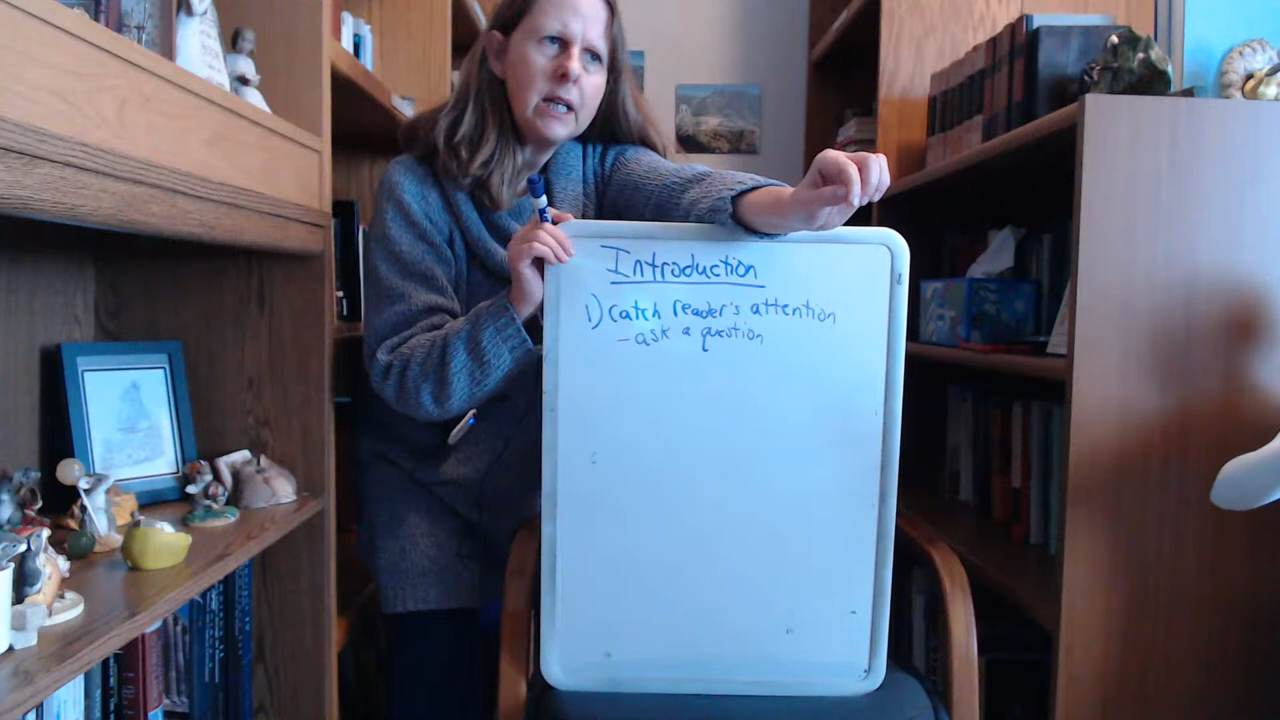 Introduction
1) catch reader's attention
- ask a question